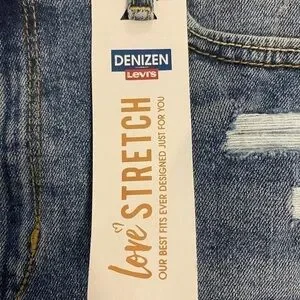 DENIZEN
Levi's
love STRETCH
OUR BEST FITS EVER DESIGNED JUST FOR YOU